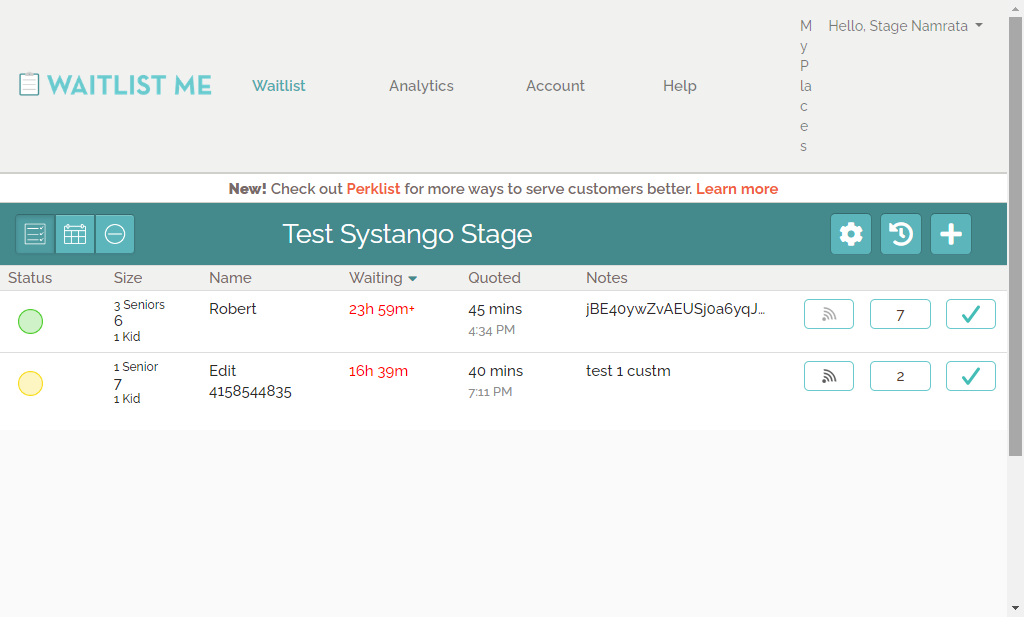 My Places
Hello, Stage Namrata
WAITLIST ME
Waitlist
Analytics
Account
Help
New! Check out Perklist for more ways to serve customers better. Learn more
Test Systango Stage
Status
Size
Name
Waiting
Quoted
Notes
3 Seniors
6
1 Kid
Robert
23h 59m+
45 mins
4:34 PM
jBE40ywZvAEUSj0a6yqJ...
7
1 Senior
7
1 Kid
Edit
4158544835
16h 39m
40 mins
7:11 PM
test 1 custm
2